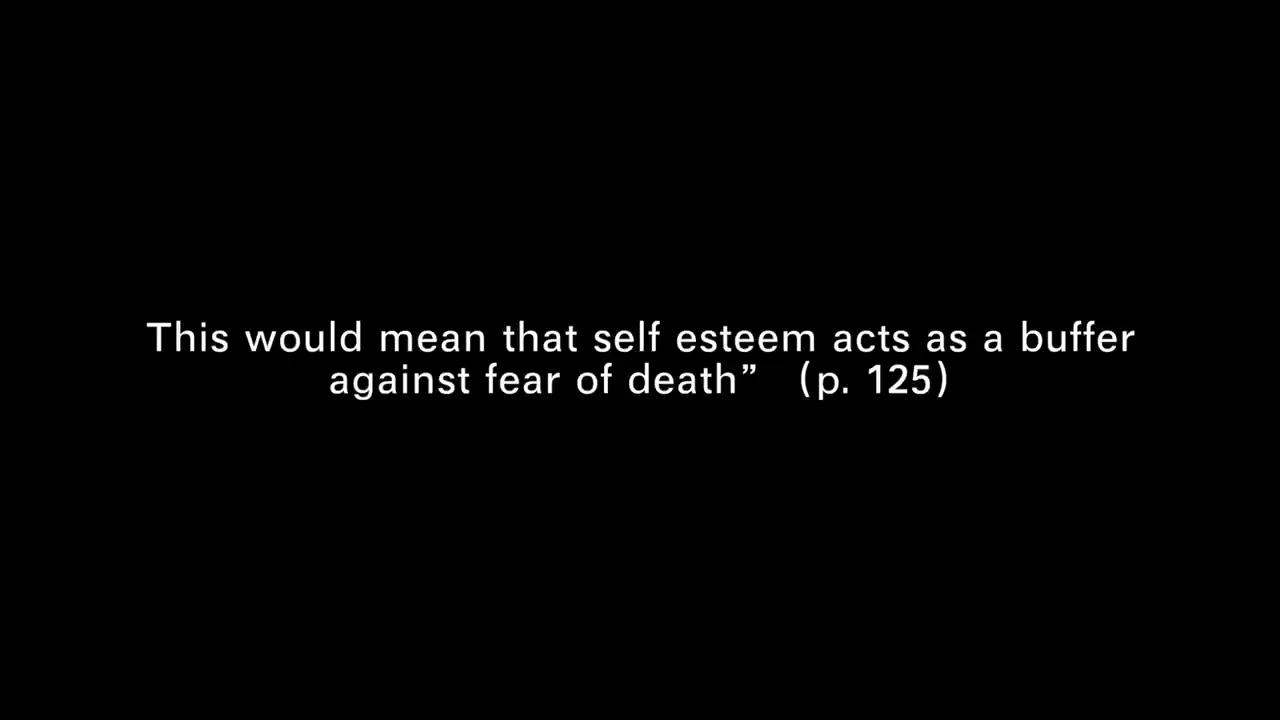 This would mean that self esteem acts as a buffer
against fear of death” (p. 125)